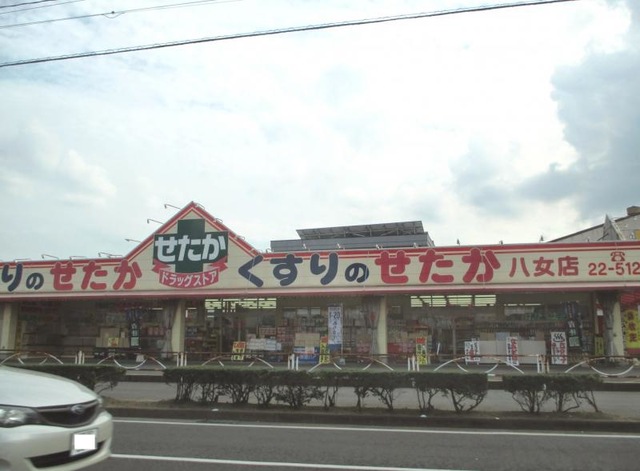 りのせたか
せたか
ドラッグストア
くすりのせたか 八女店
22-512